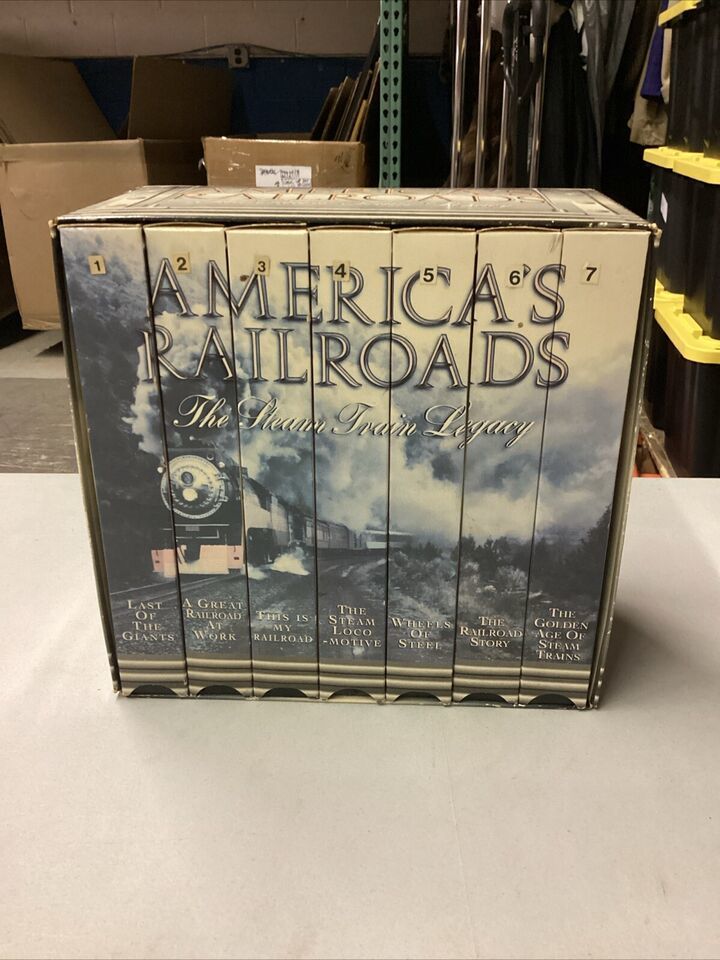 RAILROADS
1 2 3 4 5 6 7
AMERICA'S
RAILROADS
The Steam Train Legacy
LAST
OF
THE
GIANTS
A GREAT
RAILROAD
AT
WORK
THIS IS
MY
RAILROAD
THE
STEAM
LOCO
-MOTIVE
WHEELS
OF
STEEL
THE
RAILROAD
STORY
THE
GOLDEN
AGE OF
STEAM
TRAINS